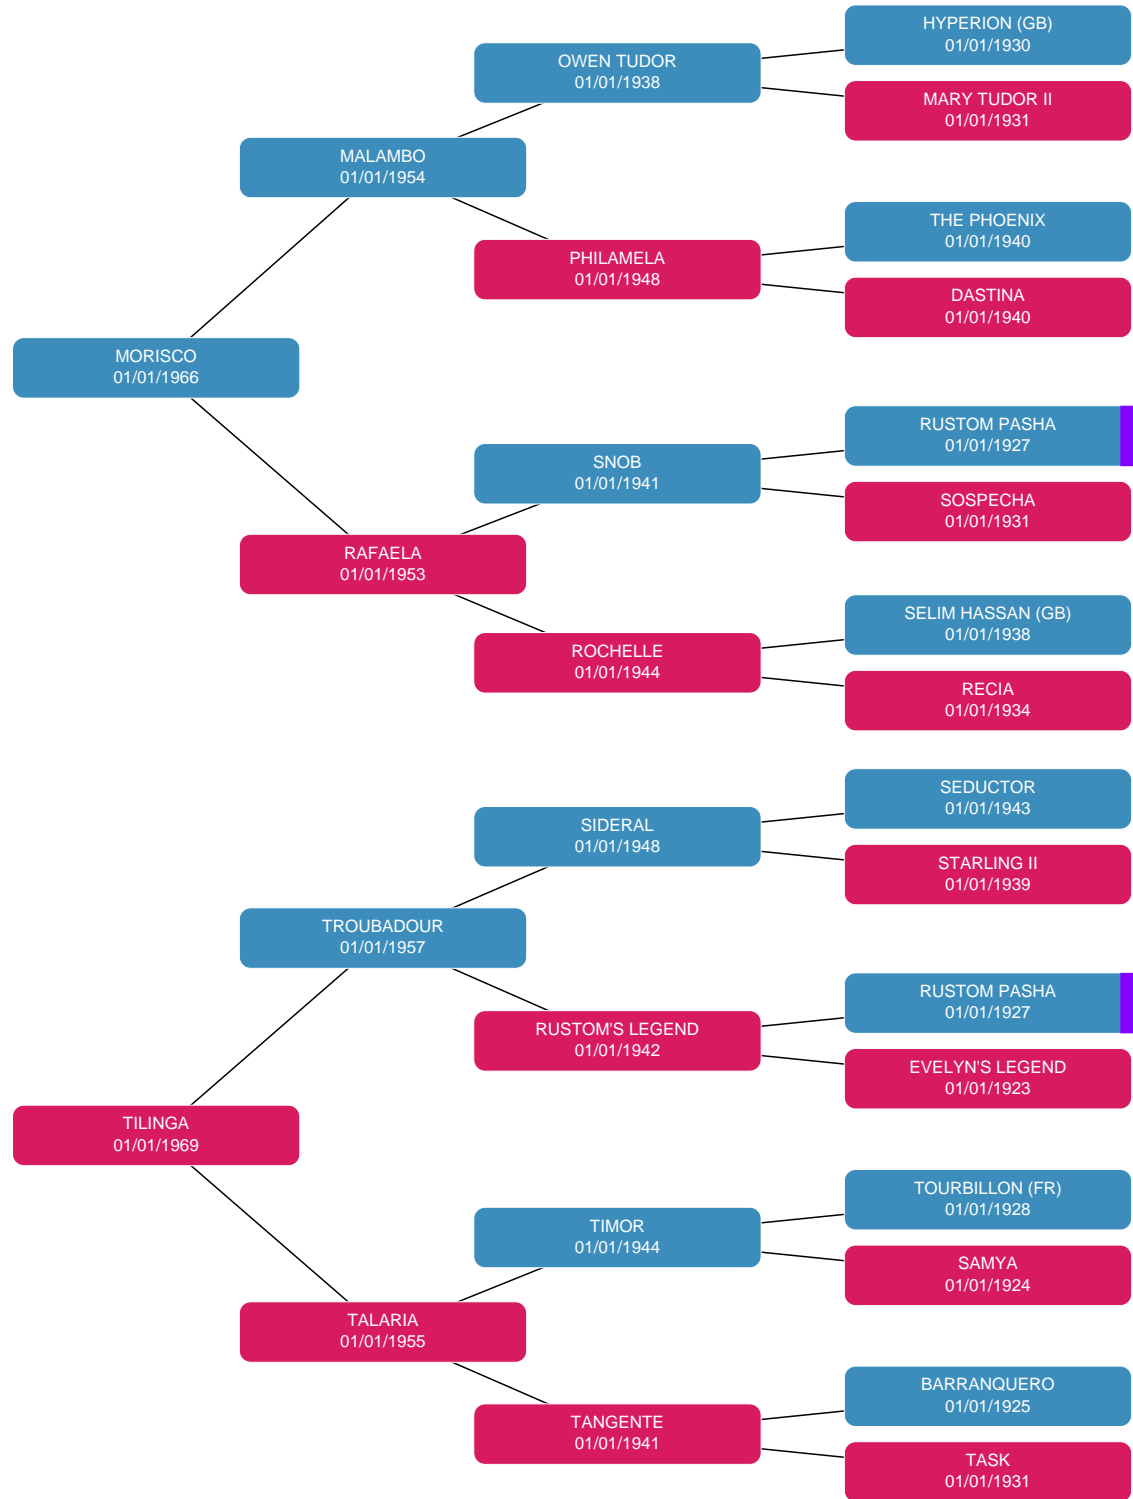 HYPERION (GB)
01/01/1930
OWEN TUDOR
01/01/1938
MARY TUDOR II
01/01/1931
MALAMBO
01/01/1954
THE PHOENIX
01/01/1940
PHILAMELA
01/01/1948
DASTINA
01/01/1940
MORISCO
01/01/1966
RUSTOM PASHA
01/01/1927
SNOB
01/01/1941
SOSPECHA
01/01/1931
RAFAELA
01/01/1953
SELIM HASSAN (GB)
01/01/1938
ROCHELLE
01/01/1944
RECIA
01/01/1934
SEDUCTOR
01/01/1943
SIDERAL
01/01/1948
STARLING II
01/01/1939
TROUBADOUR
01/01/1957
RUSTOM PASHA
01/01/1927
RUSTOM'S LEGEND
01/01/1942
EVELYN'S LEGEND
01/01/1923
TILINGA
01/01/1969
TOURBILLON (FR)
01/01/1928
TIMOR
01/01/1944
SAMYA
01/01/1924
TALARIA
01/01/1955
BARRANQUERO
01/01/1925
TANGENTE
01/01/1941
TASK
01/01/1931